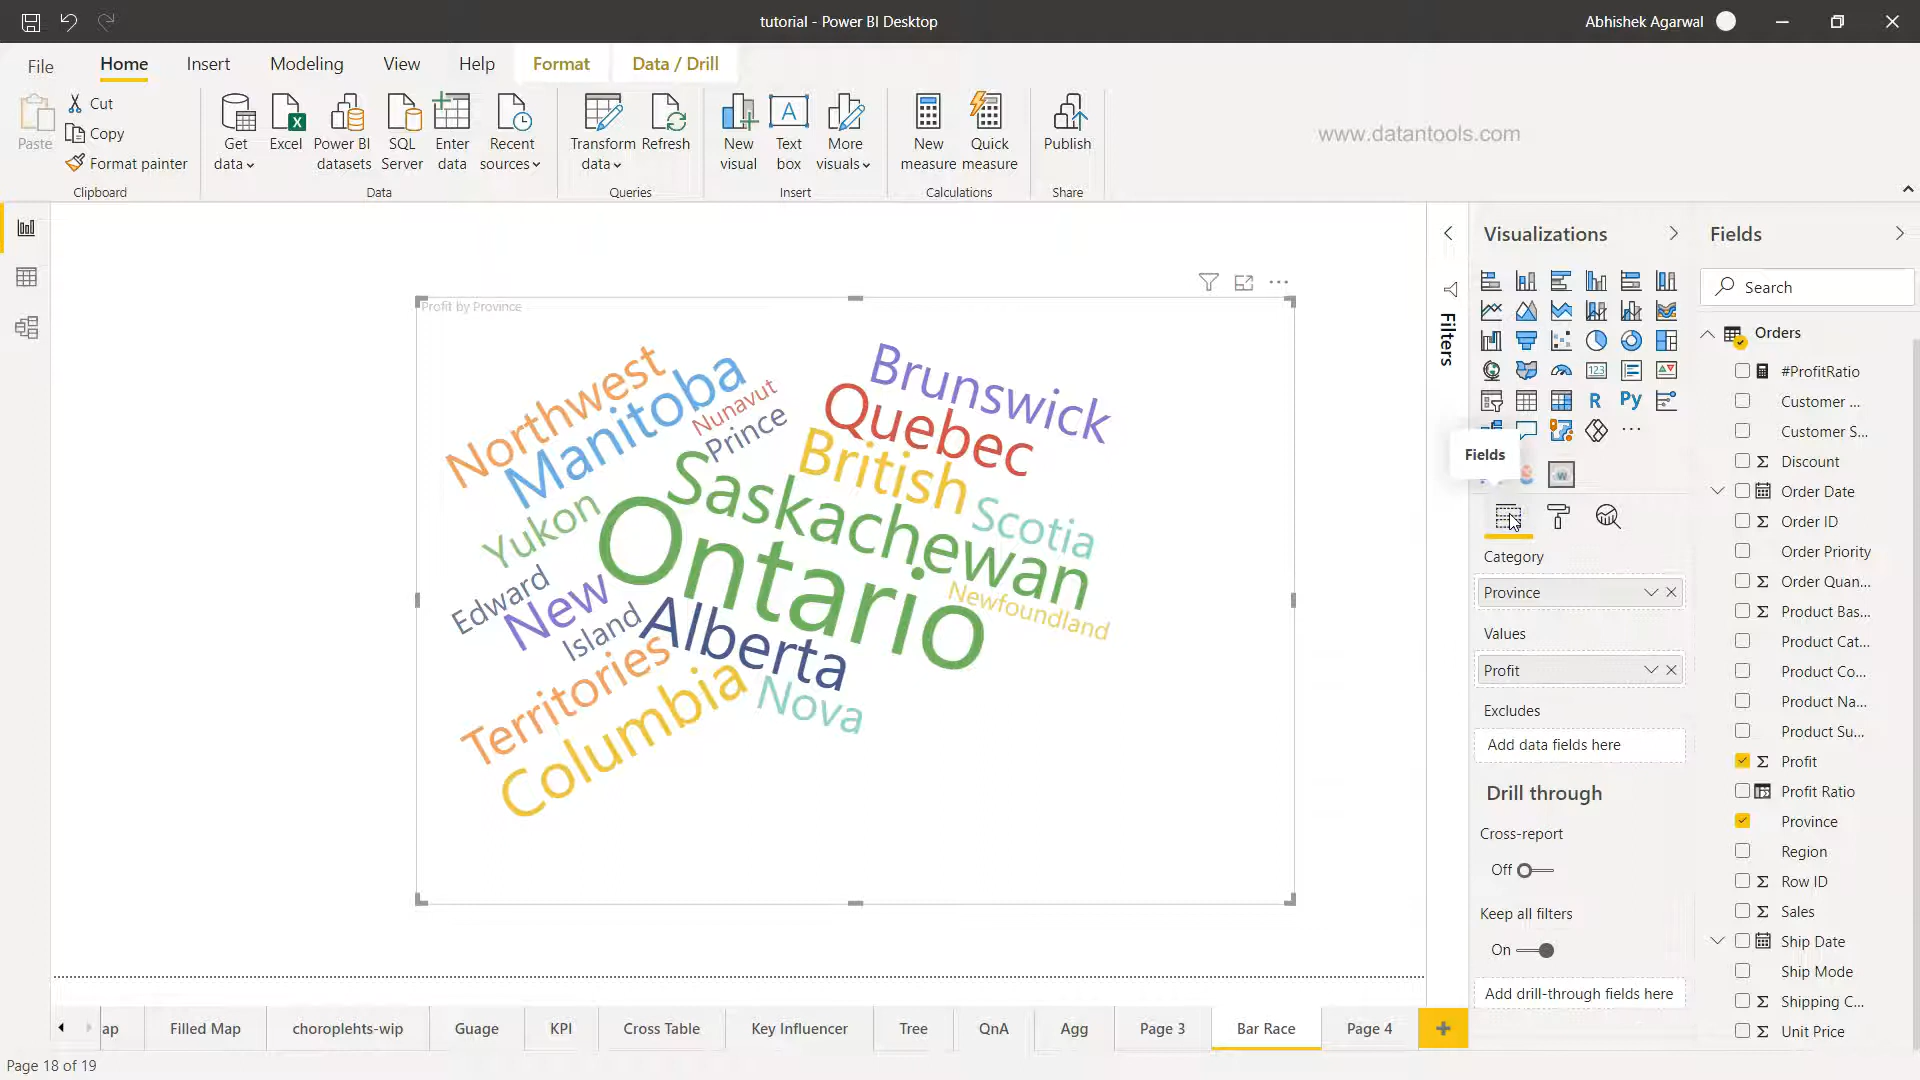 tutorial - Power BI Desktop
Abhishek Agarwal
File
Home
Insert
Modeling
View
Help
Format
Data / Drill
Paste
Cut
Copy
Format painter
Clipboard
Get data
Excel
Power BI datasets
SQL Server
Enter data
Recent sources
Data
Transform data
Refresh
Queries
New visual
Text box
More visuals
Insert
New measure
Quick measure
Calculations
Publish
Share
www.datantools.com
Profit by Province
Northwest
Manitoba
Nunavut
Prince
Brunswick
Quebec
British
Saskachewan
Scotia
Yukon
Ontario
Edward
New
Island
Newfoundland
Alberta
Territories
Columbia
Nova
Filters
Visualizations
R
Py
123
Fields
Category
Province
Values
Profit
Excludes
Add data fields here
Drill through
Cross-report
Off
Keep all filters
On
Add drill-through fields here
Fields
Search
Orders
#ProfitRatio
Customer ...
Customer S...
Discount
Order Date
Order ID
Order Priority
Order Quan...
Product Bas...
Product Cat...
Product Co...
Product Na...
Product Su...
Profit
Profit Ratio
Province
Region
Row ID
Sales
Ship Date
Ship Mode
Shipping C...
Unit Price
ap
Filled Map
choroplehts-wip
Guage
KPI
Cross Table
Key Influencer
Tree
QnA
Agg
Page 3
Bar Race
Page 4
Page 18 of 19